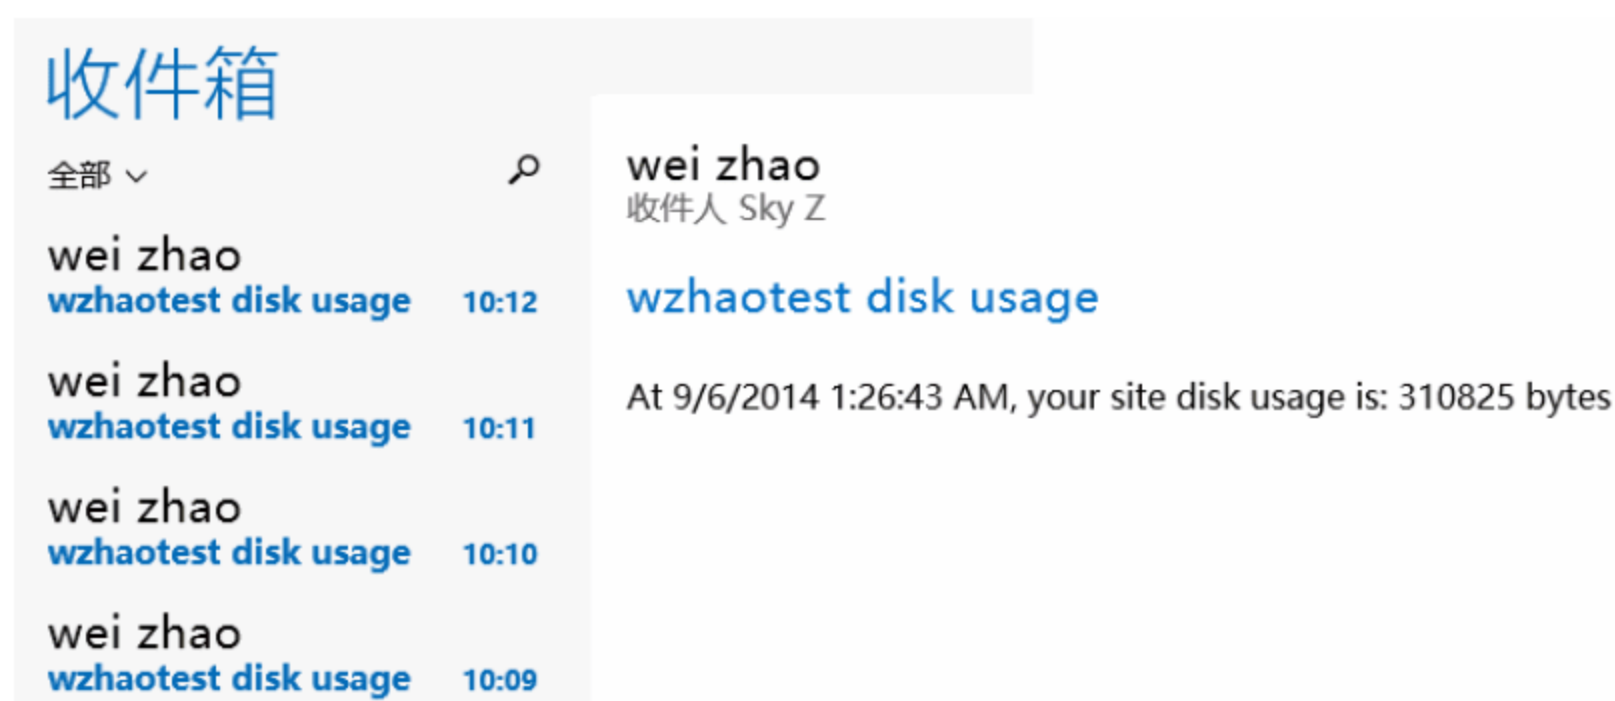 收件箱
全部
wei zhao
wzhaotest disk usage 10:12
wei zhao
wzhaotest disk usage 10:11
wei zhao
wzhaotest disk usage 10:10
wei zhao
wzhaotest disk usage 10:09
wei zhao
收件人 Sky Z
wzhaotest disk usage
At 9/6/2014 1:26:43 AM, your site disk usage is: 310825 bytes